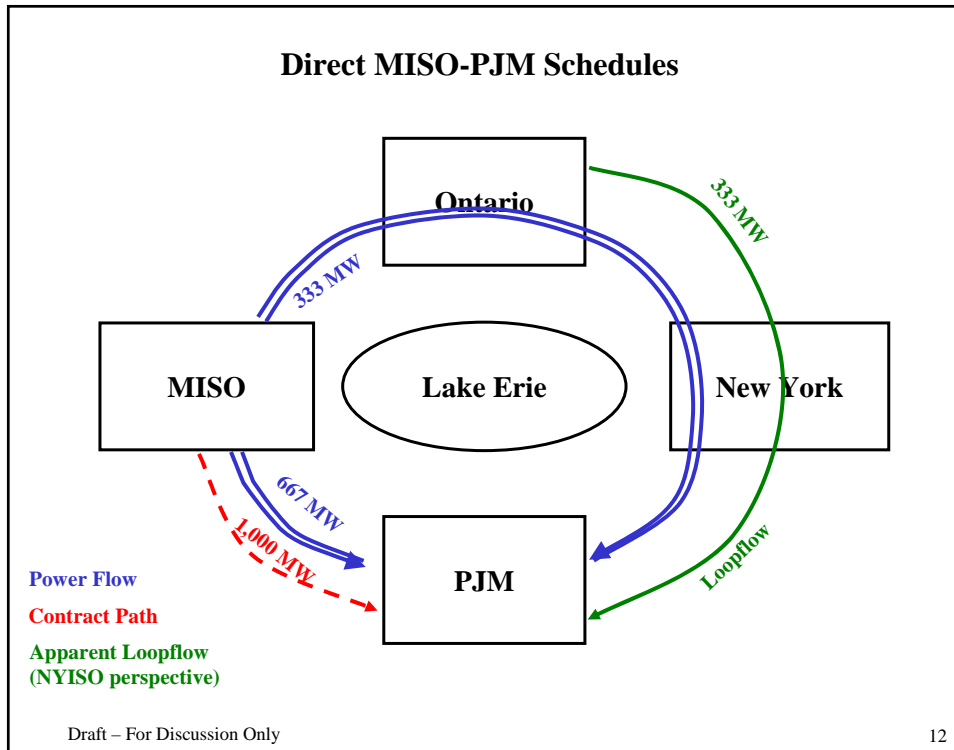 Direct MISO-PJM Schedules
Ontario
333 MW
333 MW
MISO
Lake Erie
New York
667 MW
1,000 MW
PJM
Loopflow
Power Flow
Contract Path
Apparent Loopflow
(NYISO perspective)
Draft – For Discussion Only
12